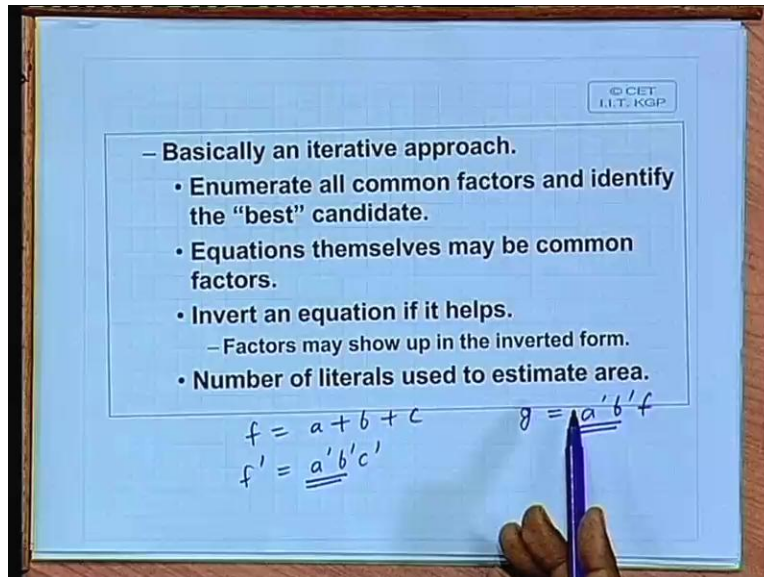 © CET
I.I.T. KGP
– Basically an iterative approach.
• Enumerate all common factors and identify
the “best” candidate.
• Equations themselves may be common
factors.
• Invert an equation if it helps.
– Factors may show up in the inverted form.
• Number of literals used to estimate area.
f = a + b + c
g = a'b'f
f' = a'b'c'